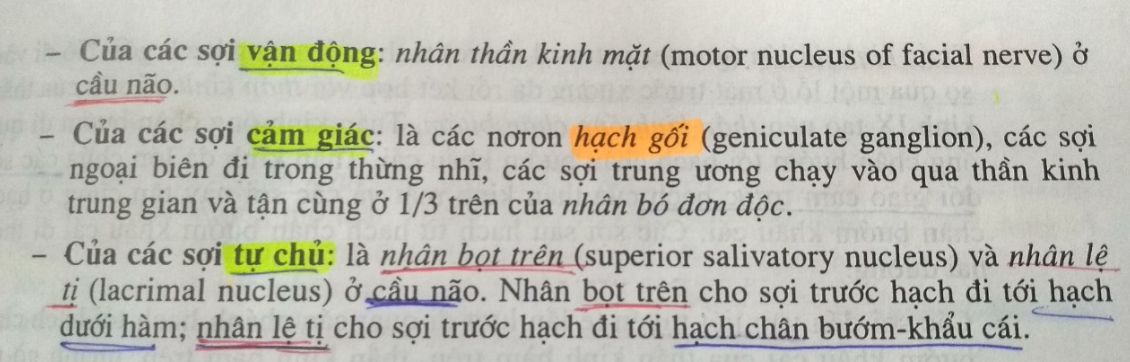 – Của các sợi vận động: nhân thần kinh mặt (motor nucleus of facial nerve) ở
cầu não.
– Của các sợi cảm giác: là các nơron hạch gối (geniculate ganglion), các sợi
ngoại biên đi trong thừng nhĩ, các sợi trung ương chạy vào qua thần kinh
trung gian và tận cùng ở 1/3 trên của nhân bó đơn độc.
– Của các sợi tự chủ: là nhân bọt trên (superior salivatory nucleus) và nhân lệ
tị (lacrimal nucleus) ở cầu não. Nhân bọt trên cho sợi trước hạch đi tới hạch
dưới hàm; nhân lệ tị cho sợi trước hạch đi tới hạch chân bướm-khẩu cái.